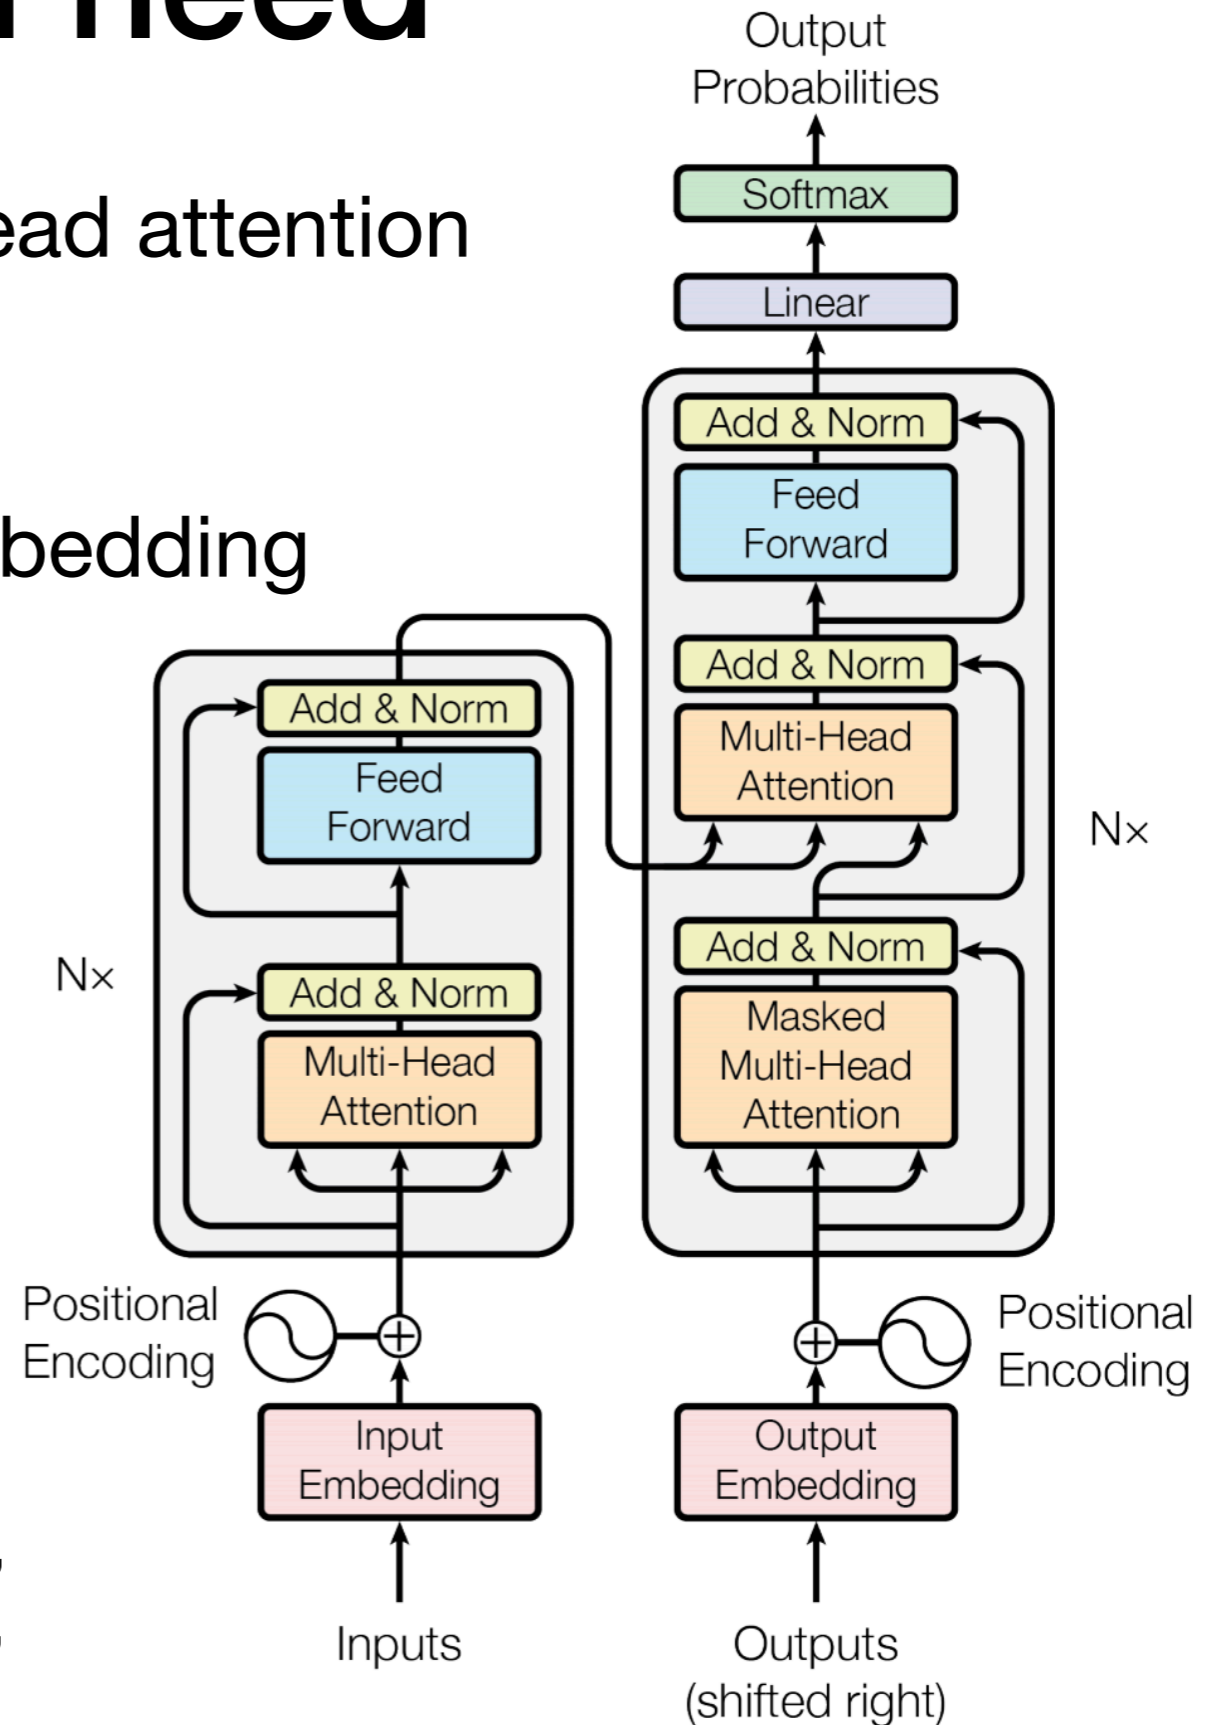 need
attention
bedding
Output
Probabilities
Softmax
Linear
Add & Norm
Feed
Forward
Add & Norm
Multi-Head
Attention
Nx
Add & Norm
Masked
Multi-Head
Attention
Positional
Encoding
Output
Embedding
Outputs
(shifted right)
Add & Norm
Feed
Forward
Nx
Add & Norm
Multi-Head
Attention
Positional
Encoding
Input
Embedding
Inputs